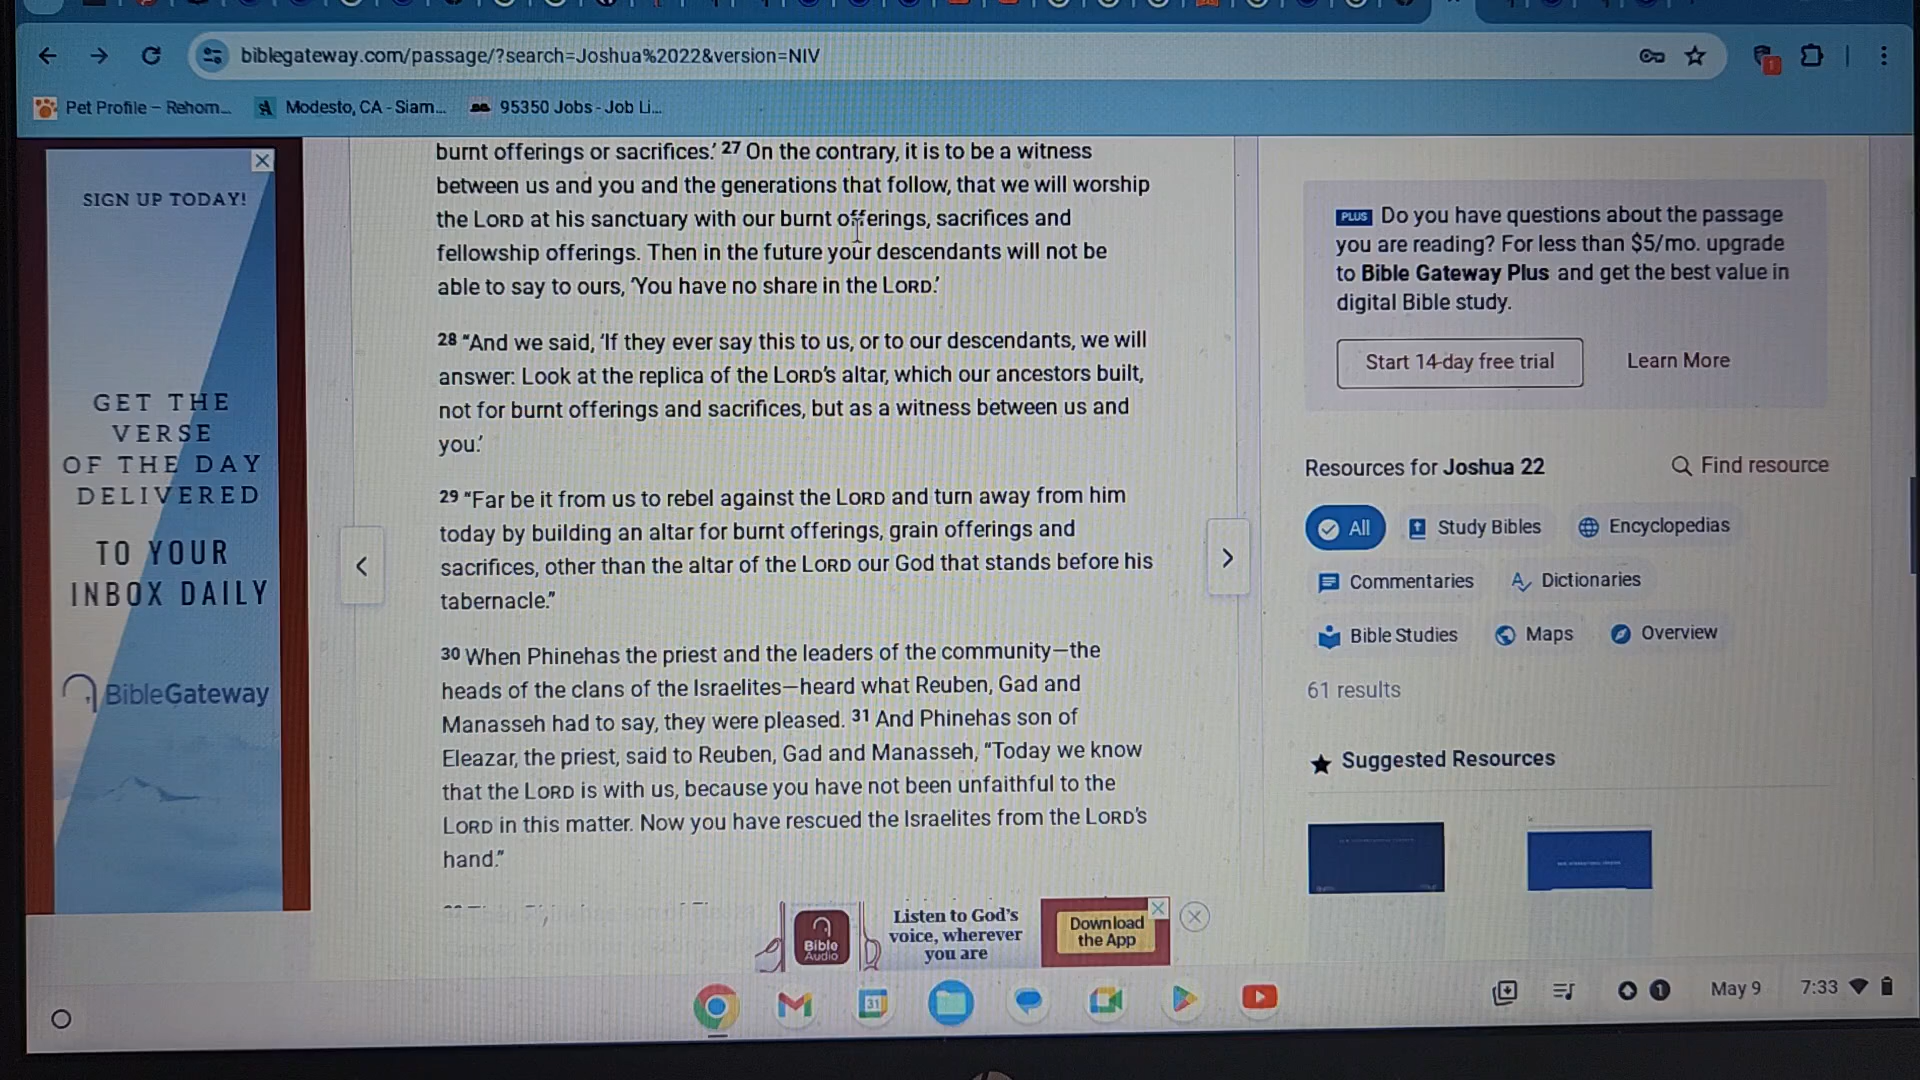 biblegateway.com/passage/?search=Joshua%2022&version=NIV
1
Pet Profile – Rehom...
Modesto, CA - Siam...
95350 Jobs - Job Li...
SIGN UP TODAY!
GET THE
VERSE
OF THE DAY
DELIVERED
TO YOUR
INBOX DAILY
BibleGateway
burnt offerings or sacrifices.’ 27 On the contrary, it is to be a witness
between us and you and the generations that follow, that we will worship
the LORD at his sanctuary with our burnt offerings, sacrifices and
fellowship offerings. Then in the future your descendants will not be
able to say to ours, ‘You have no share in the LORD.’
28 “And we said, ‘If they ever say this to us, or to our descendants, we will
answer: Look at the replica of the LORD’s altar, which our ancestors built,
not for burnt offerings and sacrifices, but as a witness between us and
you.’
29 “Far be it from us to rebel against the LORD and turn away from him
today by building an altar for burnt offerings, grain offerings and
sacrifices, other than the altar of the LORD our God that stands before his
tabernacle.”
30 When Phinehas the priest and the leaders of the community—the
heads of the clans of the Israelites—heard what Reuben, Gad and
Manasseh had to say, they were pleased. 31 And Phinehas son of
Eleazar, the priest, said to Reuben, Gad and Manasseh, “Today we know
that the LORD is with us, because you have not been unfaithful to the
LORD in this matter. Now you have rescued the Israelites from the LORD’s
hand.”
PLUS Do you have questions about the passage
you are reading? For less than $5/mo. upgrade
to Bible Gateway Plus and get the best value in
digital Bible study.
Start 14-day free trial
Learn More
Resources for Joshua 22
Find resource
All
Study Bibles
Encyclopedias
Commentaries
Dictionaries
Bible Studies
Maps
Overview
61 results
Suggested Resources
Bible
Audio
Listen to God's
voice, wherever
you are
Download
the App
31
1
May 9
7:33